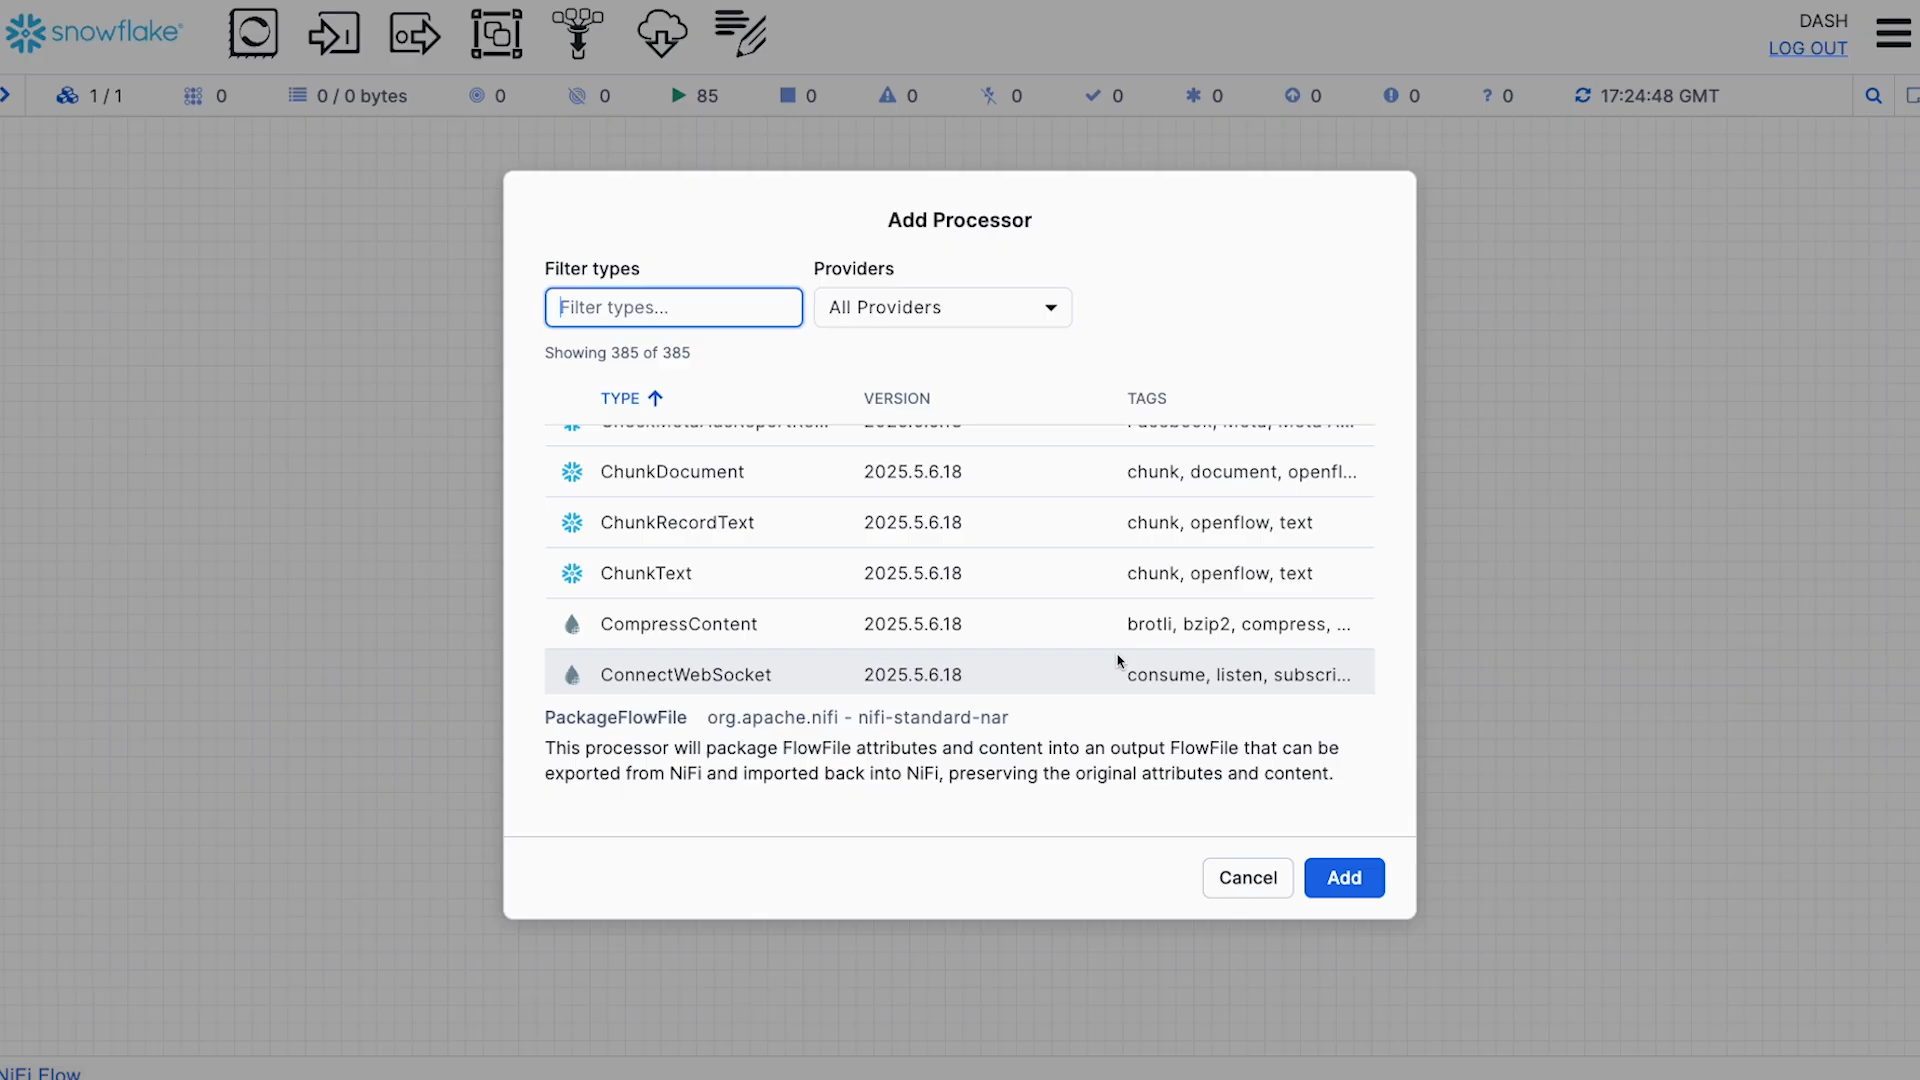 snowflake®
DASH
LOG OUT
1 / 1
0
0 / 0 bytes
0
0
85
0
0
0
0
0
0
0
? 0
17:24:48 GMT
Add Processor
Filter types
Providers
Filter types...
All Providers
Showing 385 of 385
TYPE
VERSION
TAGS
ChunkDocument
2025.5.6.18
chunk, document, openfl...
ChunkRecordText
2025.5.6.18
chunk, openflow, text
ChunkText
2025.5.6.18
chunk, openflow, text
CompressContent
2025.5.6.18
brotli, bzip2, compress, ...
ConnectWebSocket
2025.5.6.18
consume, listen, subscri...
PackageFlowFile org.apache.nifi - nifi-standard-nar
This processor will package FlowFile attributes and content into an output FlowFile that can be
exported from NiFi and imported back into NiFi, preserving the original attributes and content.
Cancel
Add
NiFi Flow